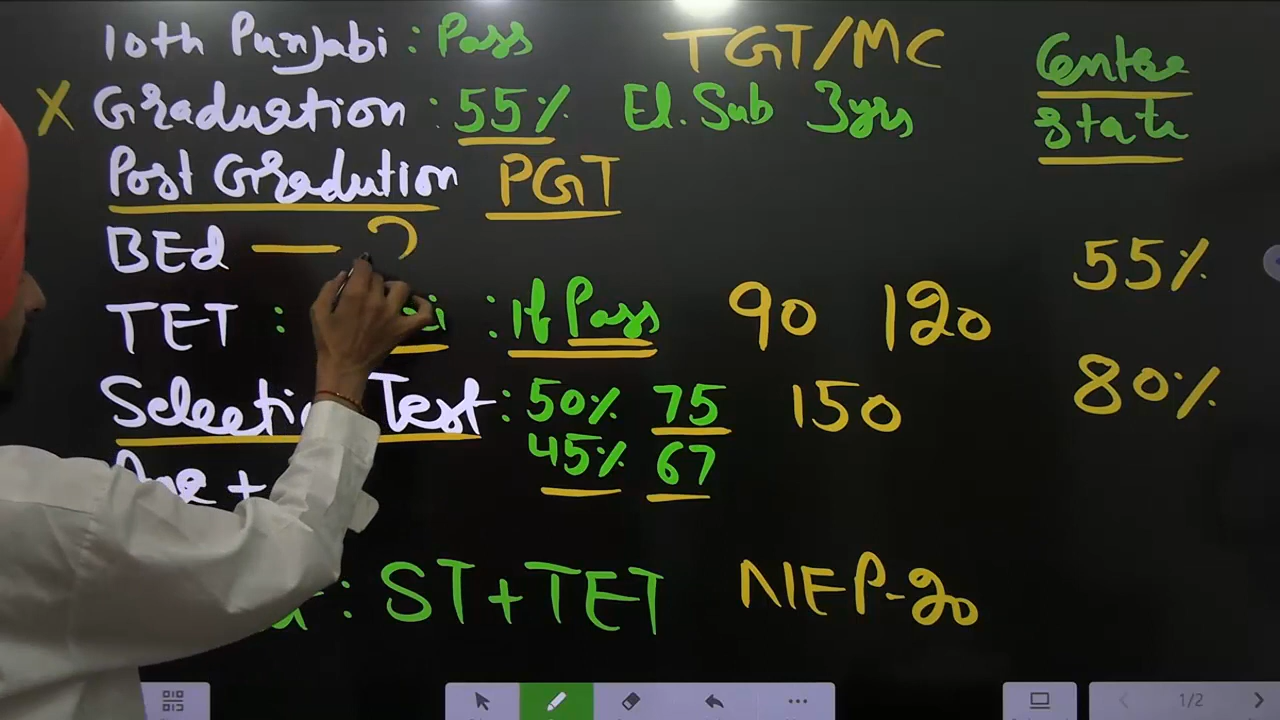 10th Punjabi : Pass TGT/MC Centre
X Graduation : 55% El. Sub 3yrs State
Post Gradution PGT
BEd — ?
TET : : If Pass 90 120 55%
Selection Test : 50% 75 150 80%
45% 67
+
: ST + TET NEP-20
1/2